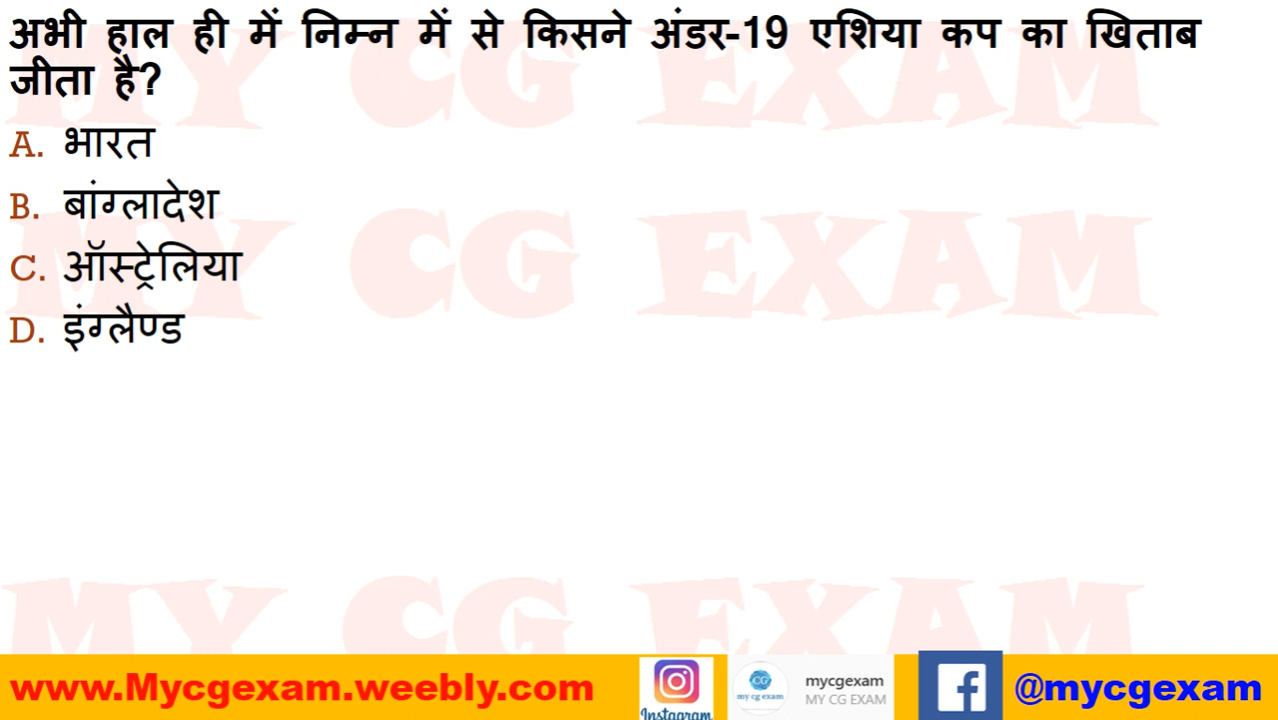 अभी हाल ही में निम्न में से किसने अंडर-19 एशिया कप का खिताब
जीता है?
A. भारत
B. बांग्लादेश
C. ऑस्ट्रेलिया
D. इंग्लैण्ड
MY CG EXAM
MY CG EXAM
MY CG EXAM
www.Mycgexam.weebly.com
Instagram
CG
my cg exam
mycgexam
MY CG EXAM
f
@mycgexam